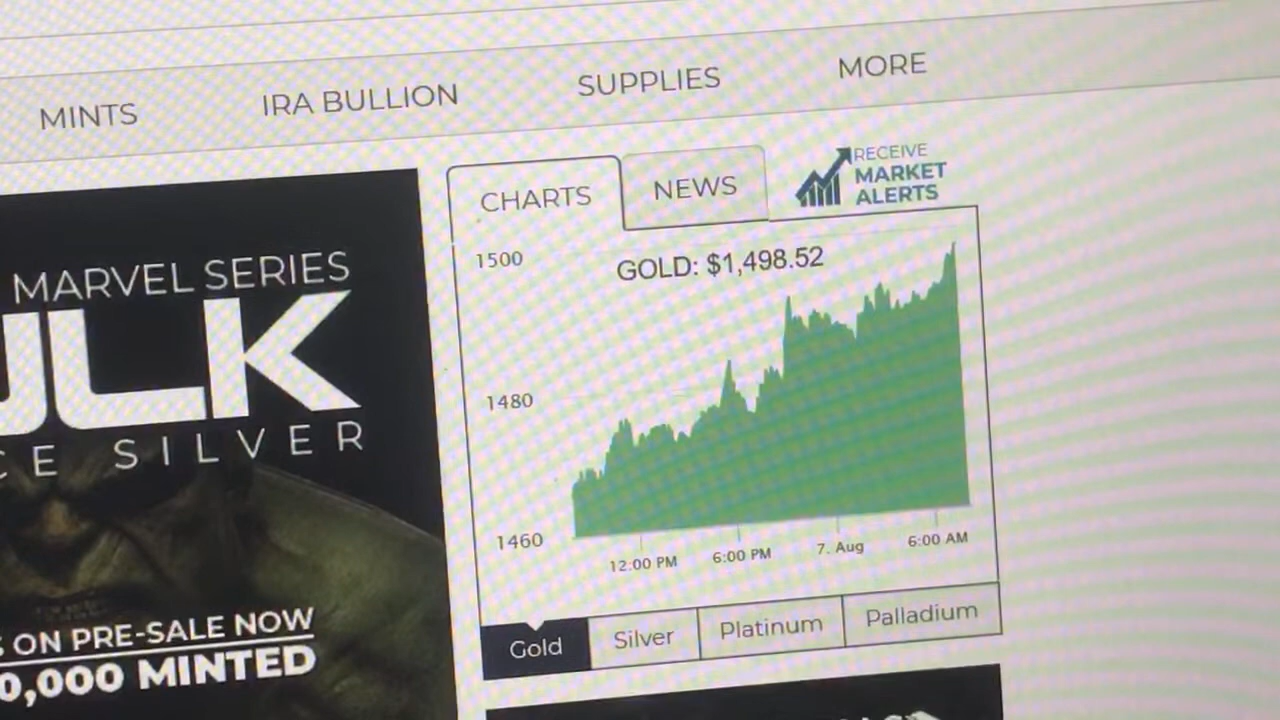 MINTS
IRA BULLION
SUPPLIES
MORE
MARVEL SERIES
ULK
CE SILVER
ON PRE-SALE NOW
0,000 MINTED
CHARTS
NEWS
RECEIVE
MARKET
ALERTS
GOLD: $1,498.52
1500
1480
1460
12:00 PM
6:00 PM
7. Aug
6:00 AM
Gold
Silver
Platinum
Palladium